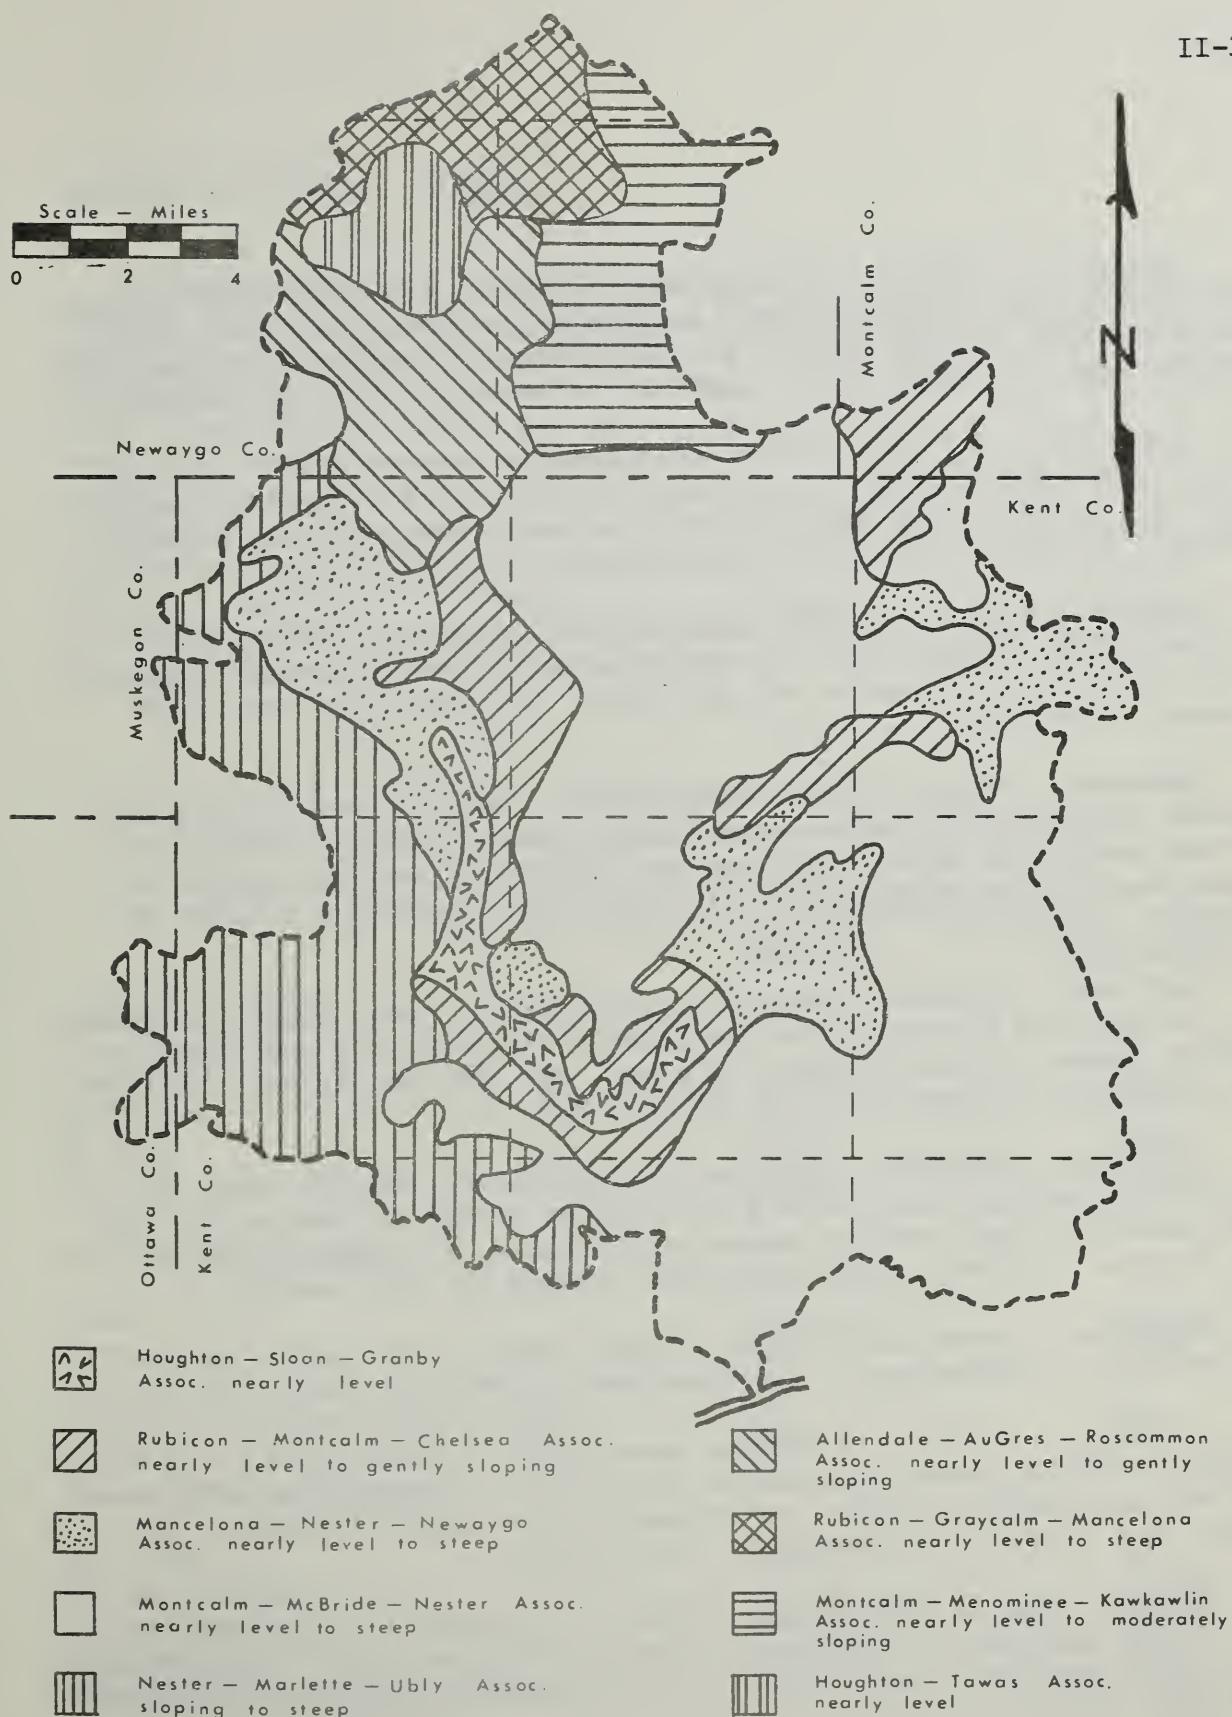 II-
Scale — Miles
0 2 4
Montcalm Co.
N
Newaygo Co.
Kent Co.
Muskegon Co.
Ottawa Co.
Kent Co.
Houghton — Sloan — Granby
Assoc. nearly level
Rubicon — Montcalm — Chelsea Assoc.
nearly level to gently sloping
Mancelona — Nester — Newaygo
Assoc. nearly level to steep
Montcalm — McBride — Nester Assoc.
nearly level to steep
Nester — Marlette — Ubly Assoc.
sloping to steep
Allendale — AuGres — Roscommon
Assoc. nearly level to gently
sloping
Rubicon — Graycalm — Mancelona
Assoc. nearly level to steep
Montcalm — Menominee — Kawkawlin
Assoc. nearly level to moderately
sloping
Houghton — Tawas Assoc.
nearly level